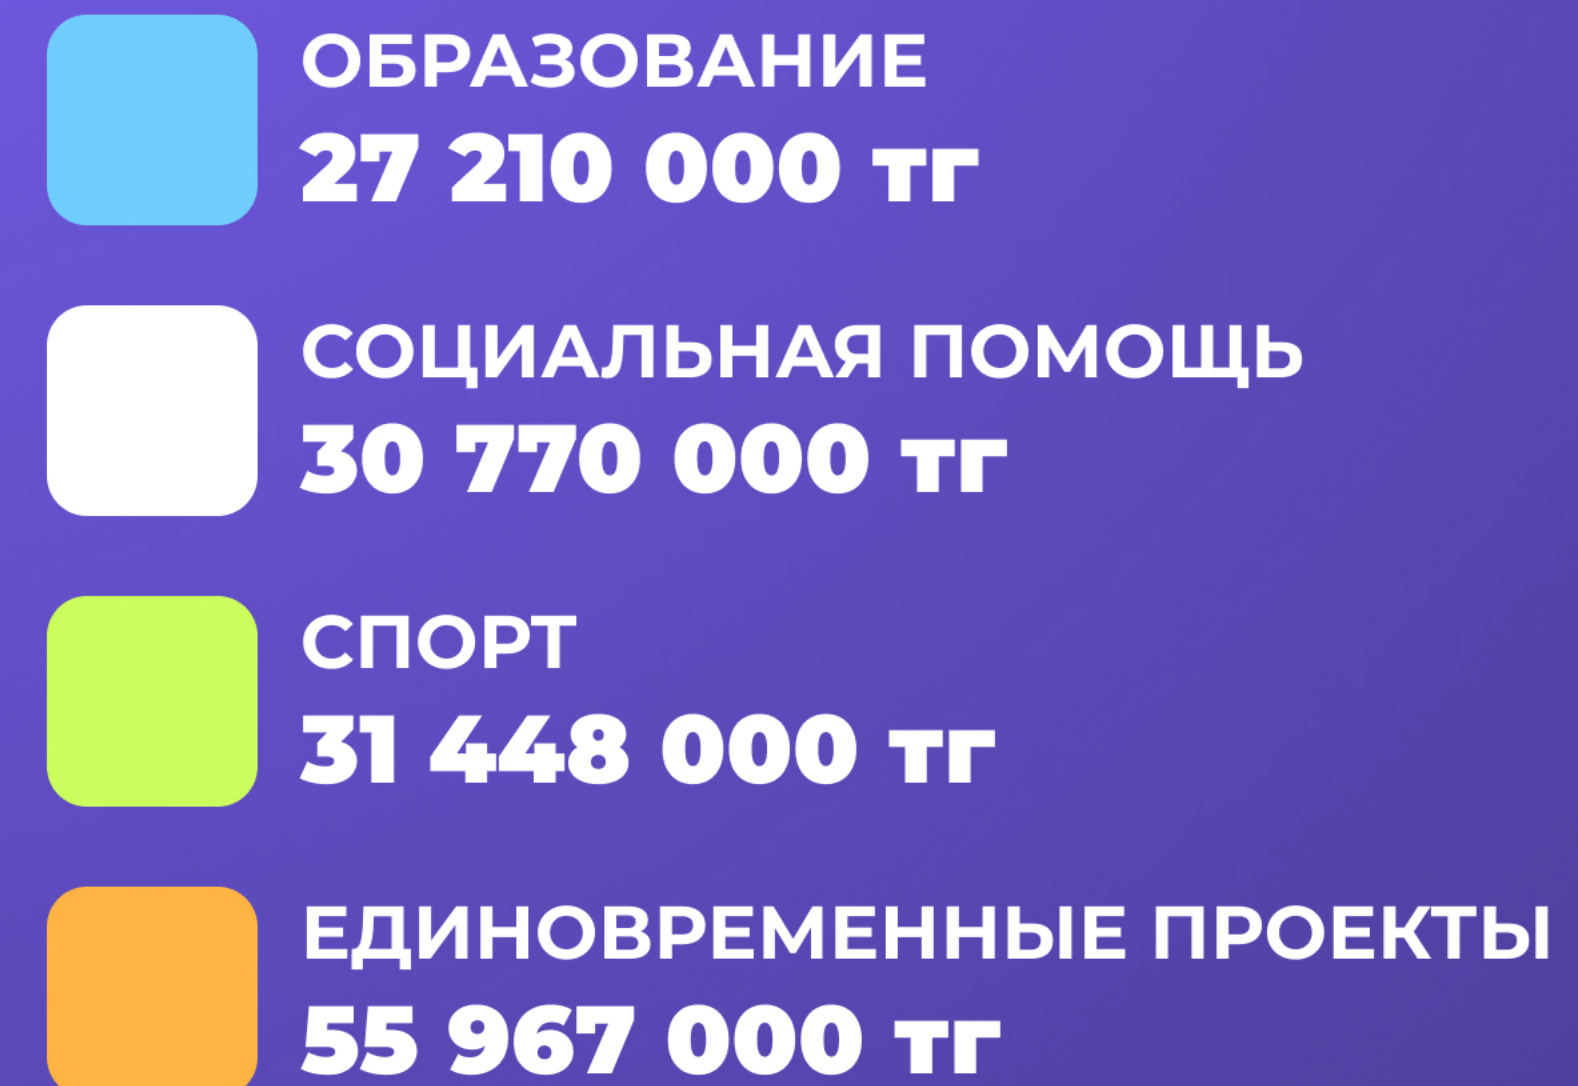 ОБРАЗОВАНИЕ
27 210 000 тг
СОЦИАЛЬНАЯ ПОМОЩЬ
30 770 000 тг
СПОРТ
31 448 000 тг
ЕДИНОВРЕМЕННЫЕ ПРОЕКТЫ
55 967 000 тг